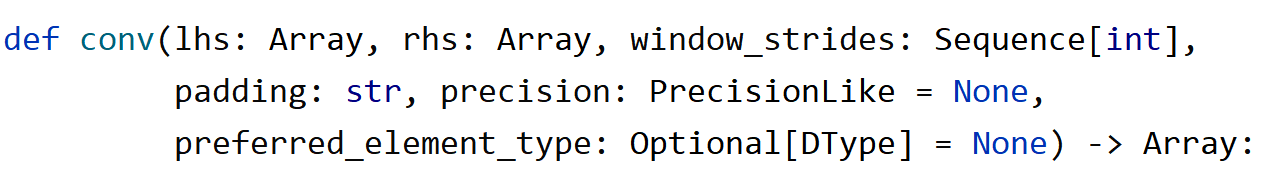 def conv(lhs: Array, rhs: Array, window_strides: Sequence[int],
         padding: str, precision: PrecisionLike = None,
         preferred_element_type: Optional[DType] = None) -> Array: